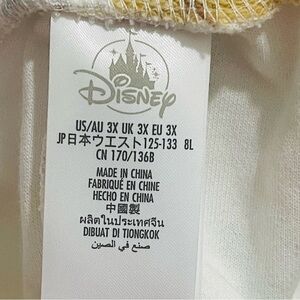 Disney
US/AU 3X UK 3X EU 3X
JP日本ウエスト125-133 8L
CN 170/136B
MADE IN CHINA
FABRIQUÉ EN CHINE
HECHO EN CHINA
中國製
ผลิตในประเทศจีน
DIBUAT DI TIONGKOK
صنع في الصين